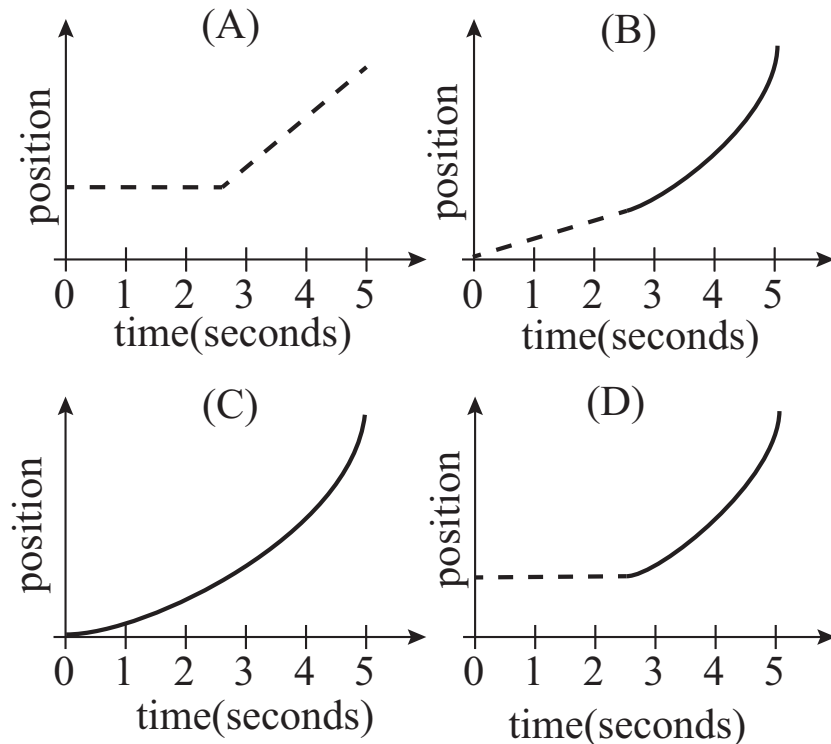 (A)
position
0 1 2 3 4 5
time(seconds)
(B)
position
0 1 2 3 4 5
time(seconds)
(C)
position
0 1 2 3 4 5
time(seconds)
(D)
position
0 1 2 3 4 5
time(seconds)